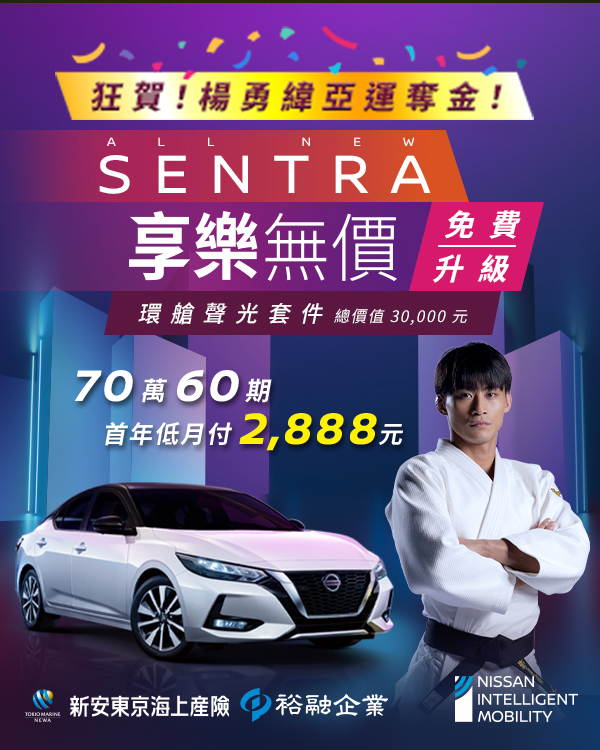 狂賀！楊勇緯亞運奪金！
ALL NEW
SENTRA
享樂無價
免費
升級
環艙聲光套件 總價值 30,000 元
70萬60期
首年低月付2,888元
TOKIO MARINE
NEWA
新安東京海上產險
裕融企業
NISSAN
INTELLIGENT
MOBILITY